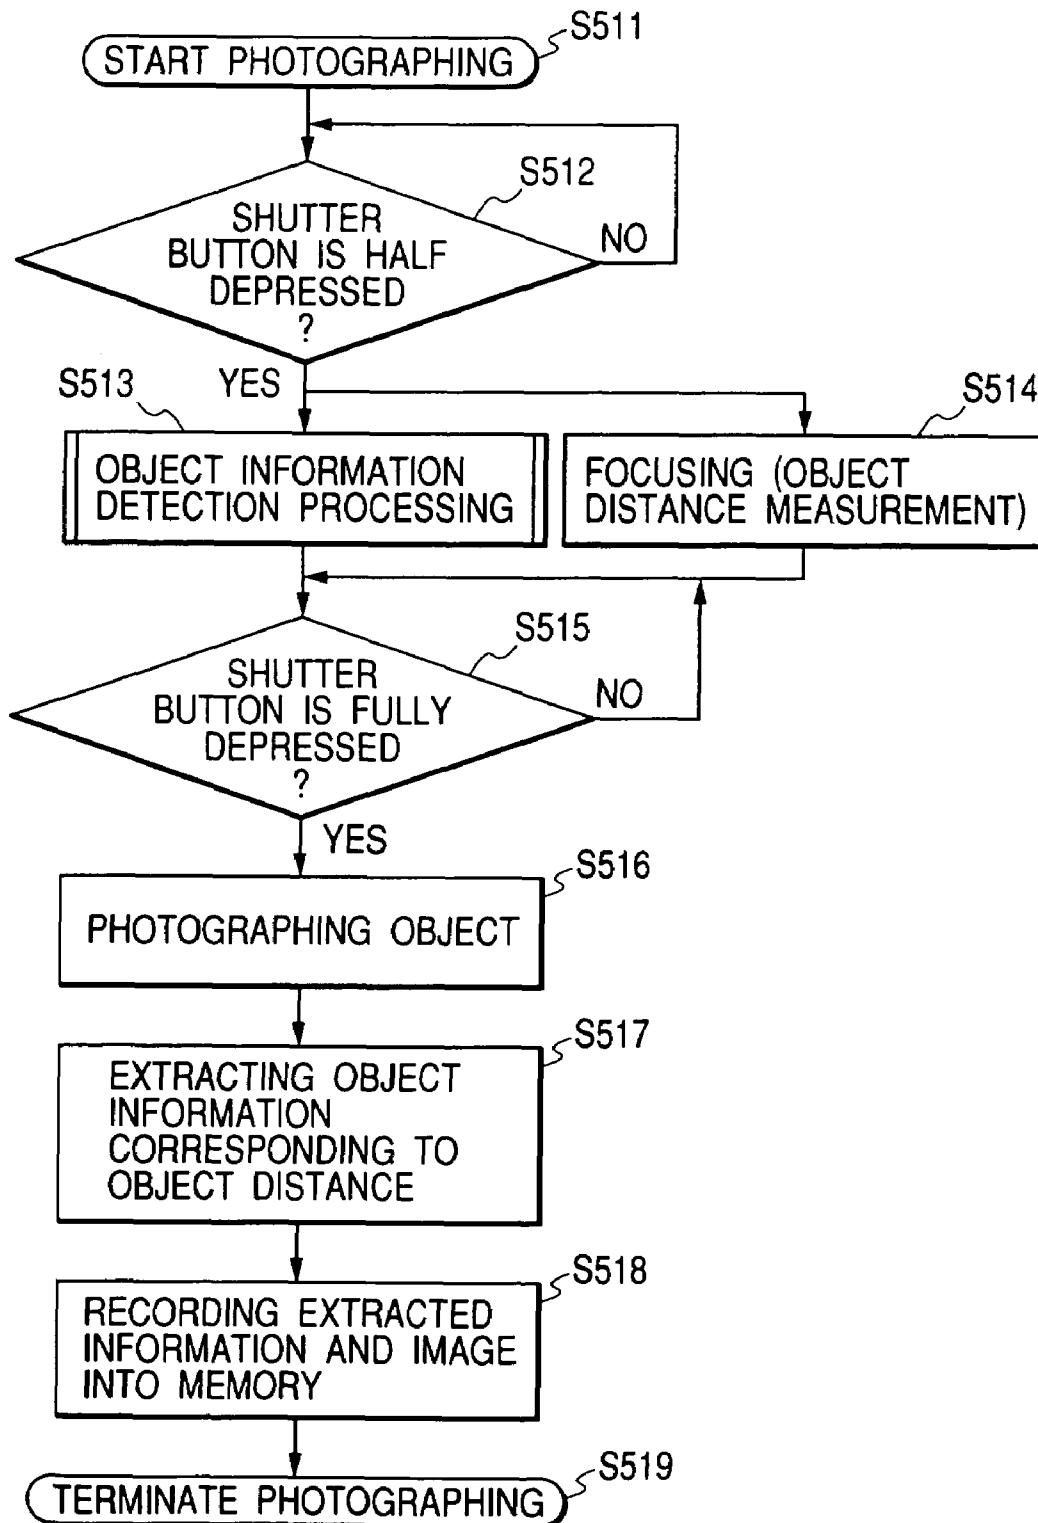 S511
START PHOTOGRAPHING
S512
SHUTTER
BUTTON IS HALF
DEPRESSED
?
NO
YES
S513
S514
OBJECT INFORMATION
DETECTION PROCESSING
FOCUSING (OBJECT
DISTANCE MEASUREMENT)
S515
SHUTTER
BUTTON IS FULLY
DEPRESSED
?
NO
YES
S516
PHOTOGRAPHING OBJECT
S517
EXTRACTING OBJECT
INFORMATION
CORRESPONDING TO
OBJECT DISTANCE
S518
RECORDING EXTRACTED
INFORMATION AND IMAGE
INTO MEMORY
S519
TERMINATE PHOTOGRAPHING